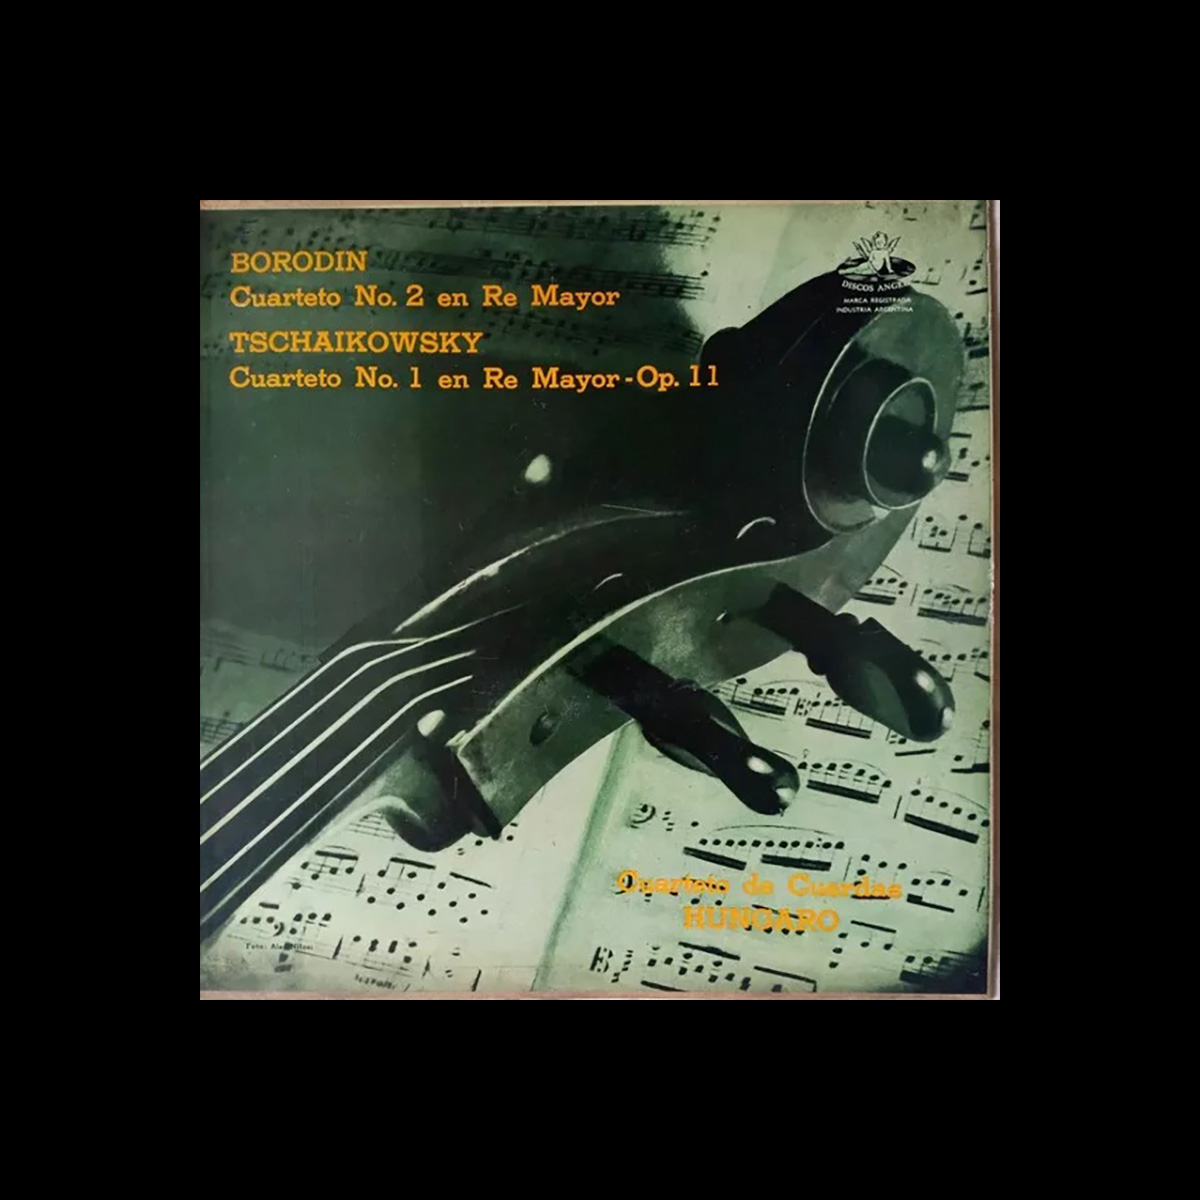 BORODIN
Cuarteto No. 2 en Re Mayor
TSCHAIKOWSKY
Cuarteto No. 1 en Re Mayor - Op. 11
DISCOS ANGEL
MARCA REGISTRADA
INDUSTRIA ARGENTINA
Cuarteto de Cuerdas
HUNGARO
Foto: